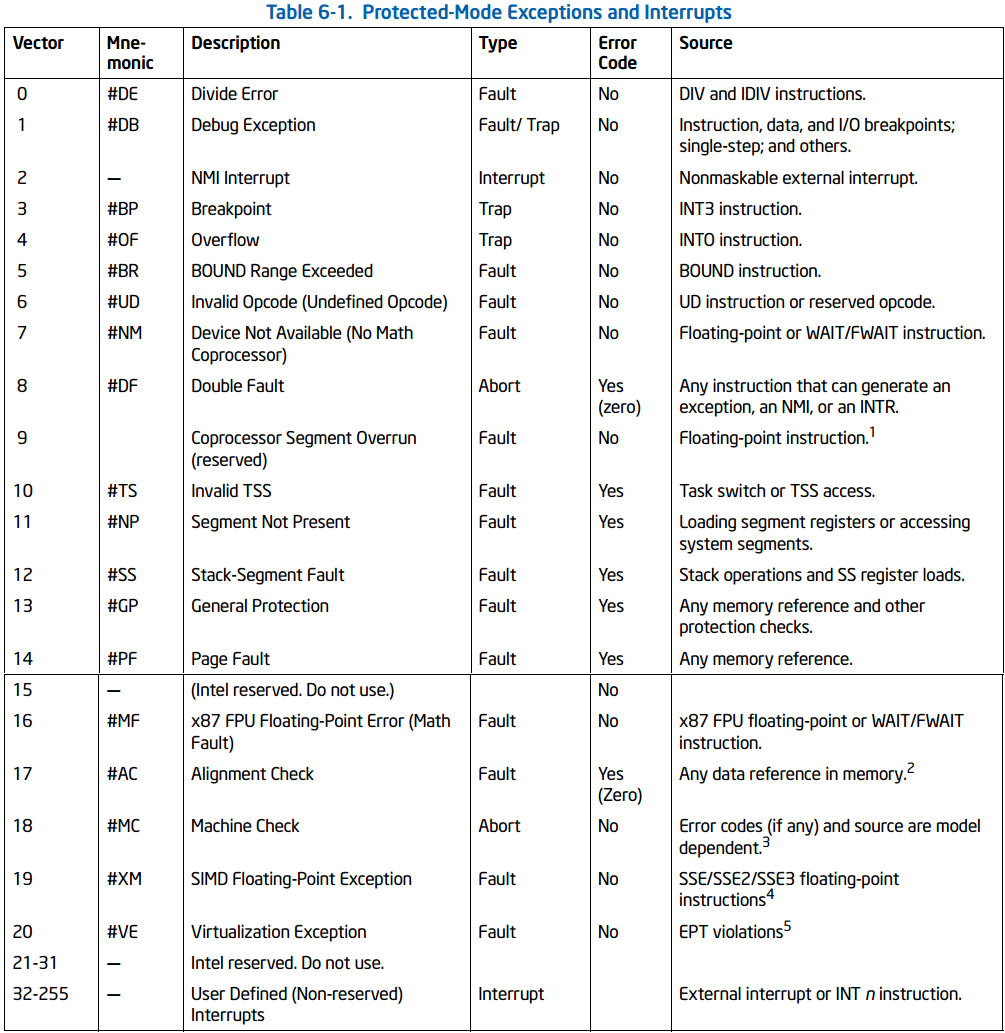 Table 6-1. Protected-Mode Exceptions and Interrupts
Vector Mne- Description Type Error Source
monic Code
0 #DE Divide Error Fault No DIV and IDIV instructions.
1 #DB Debug Exception Fault/ Trap No Instruction, data, and I/O breakpoints;
single-step; and others.
2 — NMI Interrupt Interrupt No Nonmaskable external interrupt.
3 #BP Breakpoint Trap No INT3 instruction.
4 #OF Overflow Trap No INTO instruction.
5 #BR BOUND Range Exceeded Fault No BOUND instruction.
6 #UD Invalid Opcode (Undefined Opcode) Fault No UD instruction or reserved opcode.
7 #NM Device Not Available (No Math Fault No Floating-point or WAIT/FWAIT instruction.
Coprocessor)
8 #DF Double Fault Abort Yes Any instruction that can generate an
(zero) exception, an NMI, or an INTR.
9 Coprocessor Segment Overrun Fault No Floating-point instruction.1
(reserved)
10 #TS Invalid TSS Fault Yes Task switch or TSS access.
11 #NP Segment Not Present Fault Yes Loading segment registers or accessing
system segments.
12 #SS Stack-Segment Fault Fault Yes Stack operations and SS register loads.
13 #GP General Protection Fault Yes Any memory reference and other
protection checks.
14 #PF Page Fault Fault Yes Any memory reference.
15 — (Intel reserved. Do not use.) No
16 #MF x87 FPU Floating-Point Error (Math Fault No x87 FPU floating-point or WAIT/FWAIT
Fault) instruction.
17 #AC Alignment Check Fault Yes Any data reference in memory.2
(Zero)
18 #MC Machine Check Abort No Error codes (if any) and source are model
dependent.3
19 #XM SIMD Floating-Point Exception Fault No SSE/SSE2/SSE3 floating-point
instructions4
20 #VE Virtualization Exception Fault No EPT violations5
21-31 — Intel reserved. Do not use.
32-255 — User Defined (Non-reserved) Interrupt External interrupt or INT n instruction.
Interrupts